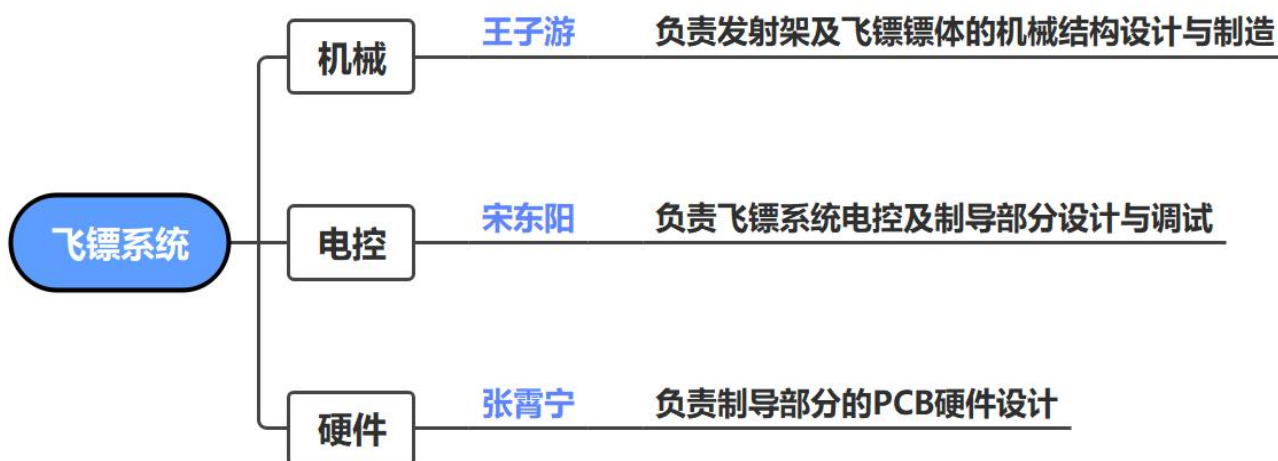 机械 王子游 负责发射架及飞镖镖体的机械结构设计与制造
飞镖系统 电控 宋东阳 负责飞镖系统电控及制导部分设计与调试
硬件 张霄宁 负责制导部分的PCB硬件设计